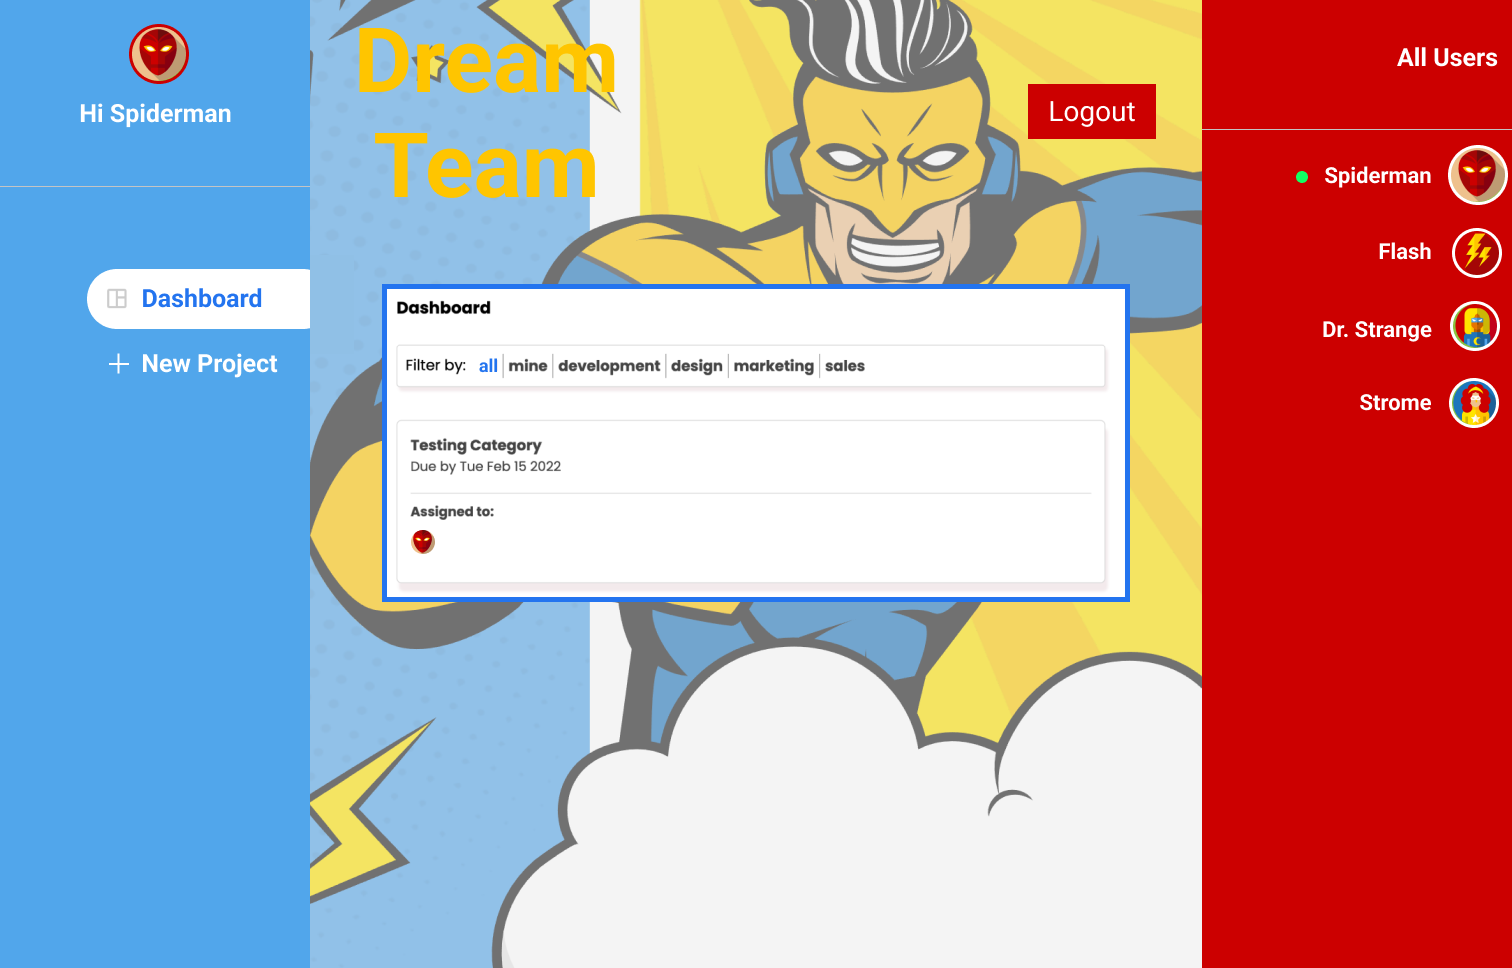 Hi Spiderman
Dashboard
New Project
Dream
Team
Logout
Dashboard
Filter by: all mine development design marketing sales
Testing Category
Due by Tue Feb 15 2022
Assigned to:
All Users
Spiderman
Flash
Dr. Strange
Strome